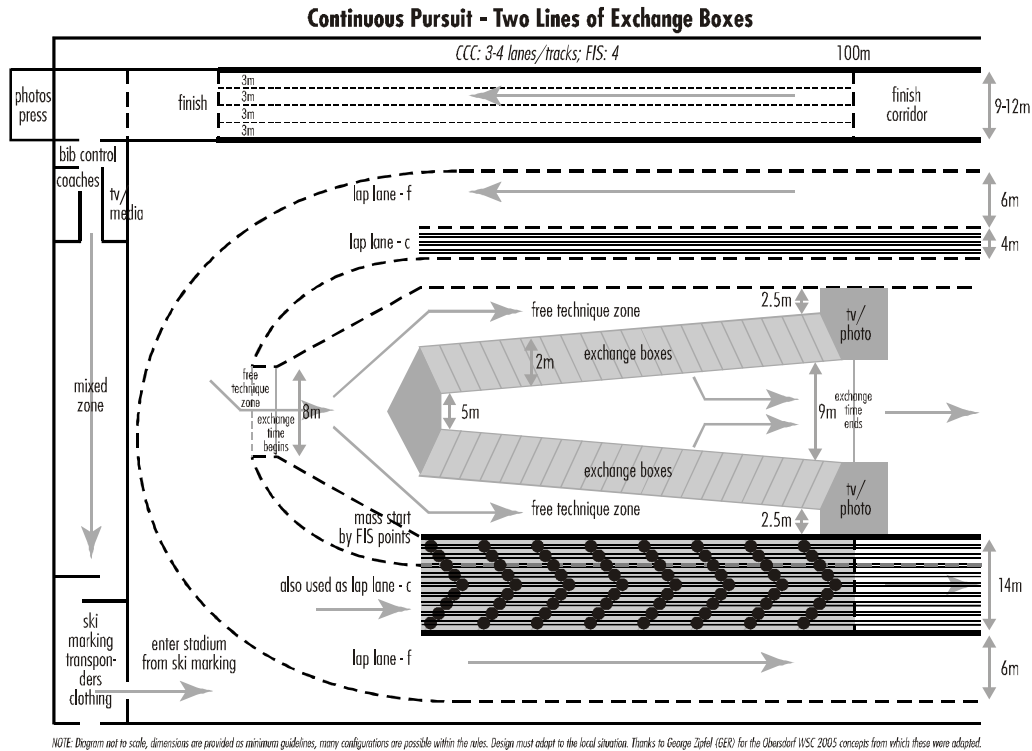 Continuous Pursuit - Two Lines of Exchange Boxes
CCC: 3-4 lanes/tracks; FIS: 4
100m
photos
press
finish
3m
3m
3m
3m
finish
corridor
9-12m
bib control
coaches
tv/
media
lap lane - f
6m
lap lane - c
4m
free technique zone
2.5m
tv/
photo
exchange boxes
2m
mixed
zone
free
technique
zone
8m
exchange
time
begins
5m
9m
exchange
time
ends
exchange boxes
free technique zone
2.5m
tv/
photo
mass start
by FIS points
also used as lap lane - c
14m
ski
marking
transpon-
ders
clothing
enter stadium
from ski marking
lap lane - f
6m
NOTE: Diagram not to scale, dimensions are provided as minimum guidelines, many configurations are possible within the rules. Design must adapt to the local situation. Thanks to George Zipfel (GER) for the Obersdorf WSC 2005 concepts from which these were adapted.